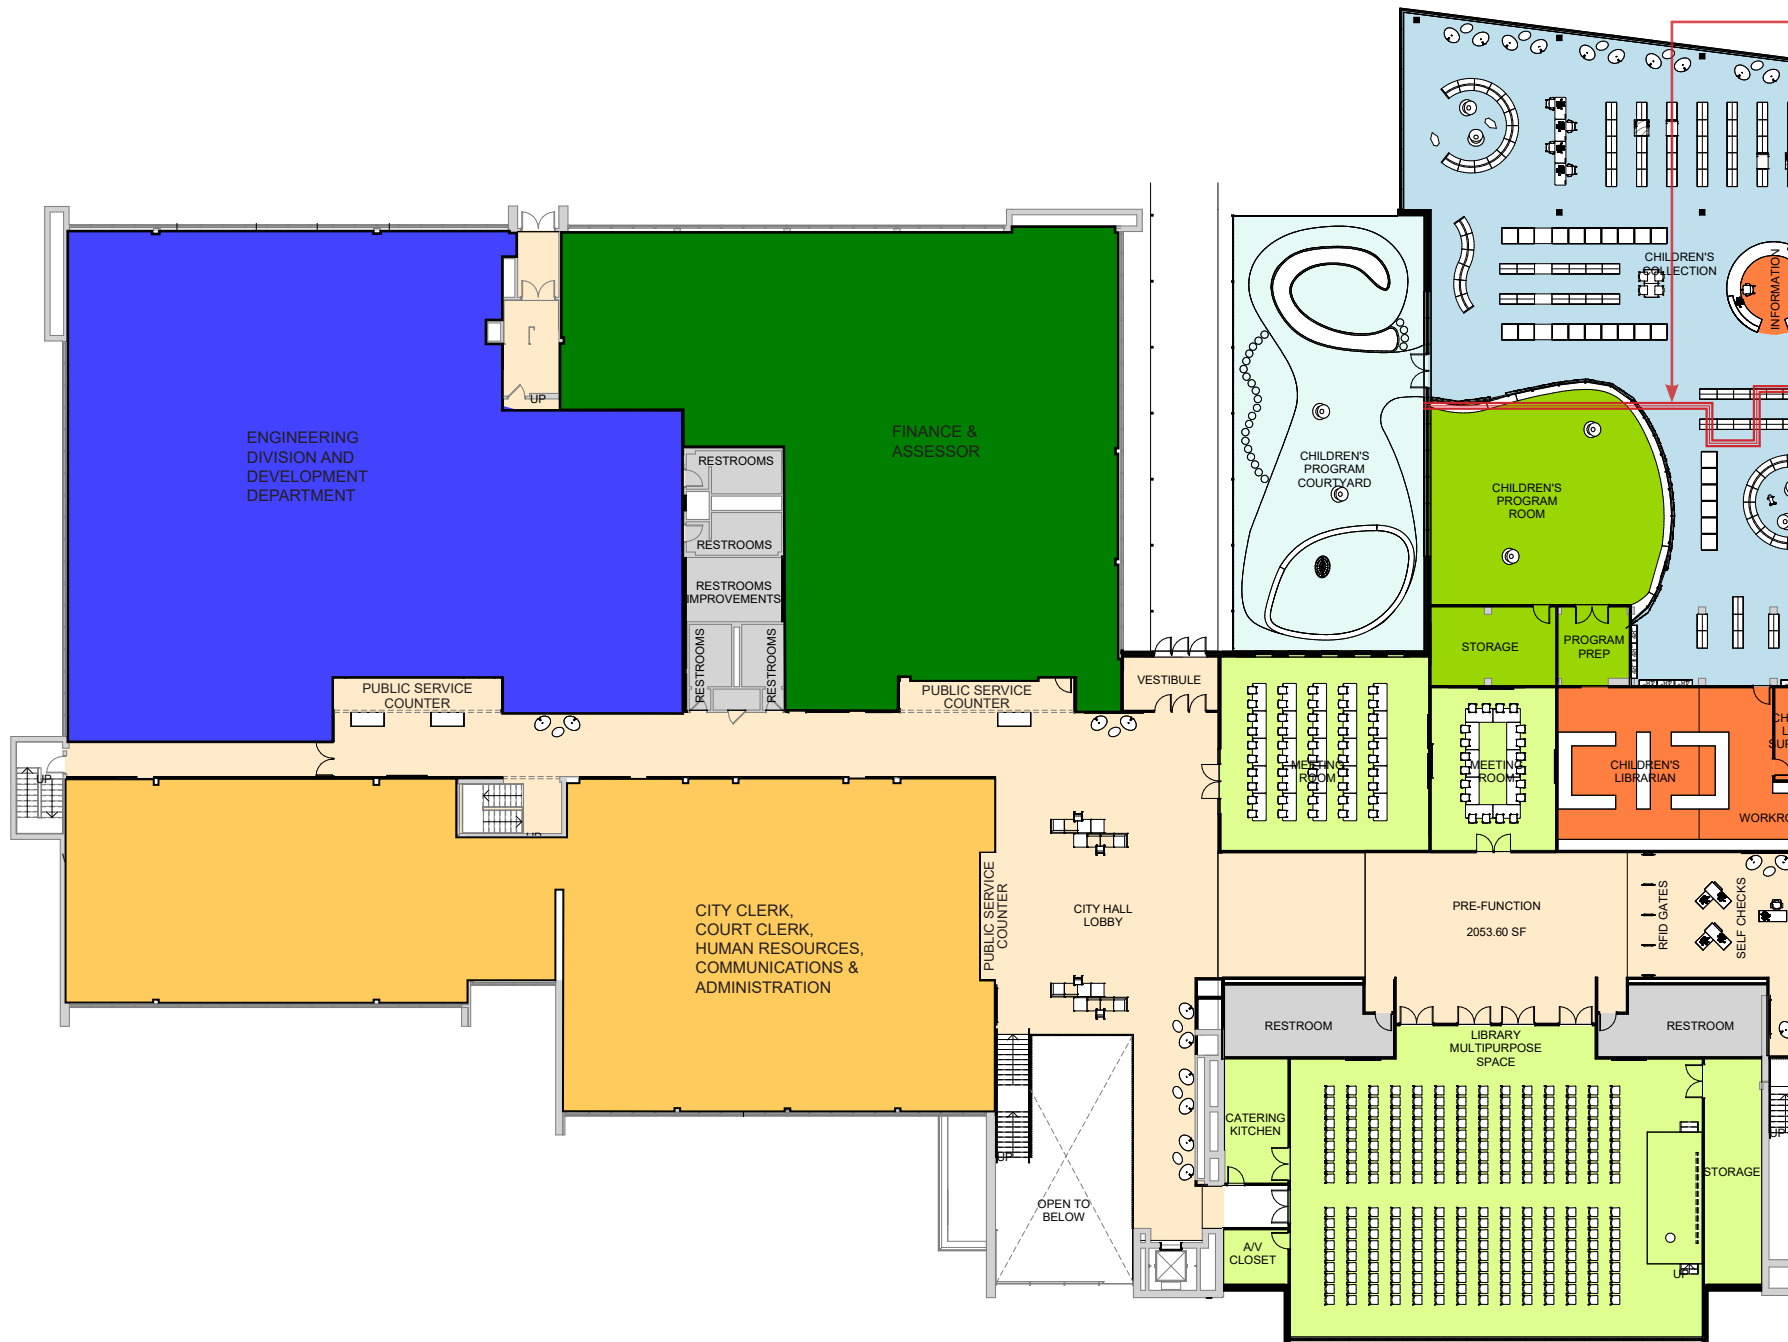 CHILDREN'S
COLLECTION
INFORMATION
UP
ENGINEERING
DIVISION AND
DEVELOPMENT
DEPARTMENT
FINANCE &
ASSESSOR
RESTROOMS
RESTROOMS
RESTROOMS
IMPROVEMENTS
RESTROOMS
RESTROOMS
CHILDREN'S
PROGRAM
COURTYARD
CHILDREN'S
PROGRAM
ROOM
STORAGE
PROGRAM
PREP
PUBLIC SERVICE
COUNTER
PUBLIC SERVICE
COUNTER
VESTIBULE
MEETING
ROOM
MEETING
ROOM
CHILDREN'S
LIBRARIAN
UP
UP
CITY CLERK,
COURT CLERK,
HUMAN RESOURCES,
COMMUNICATIONS &
ADMINISTRATION
PUBLIC SERVICE
COUNTER
CITY HALL
LOBBY
PRE-FUNCTION
2053.60 SF
RFID GATES
SELF CHECKS
RESTROOM
RESTROOM
LIBRARY
MULTIPURPOSE
SPACE
CATERING
KITCHEN
UP
UP
STORAGE
OPEN TO
BELOW
A/V
CLOSET
UP